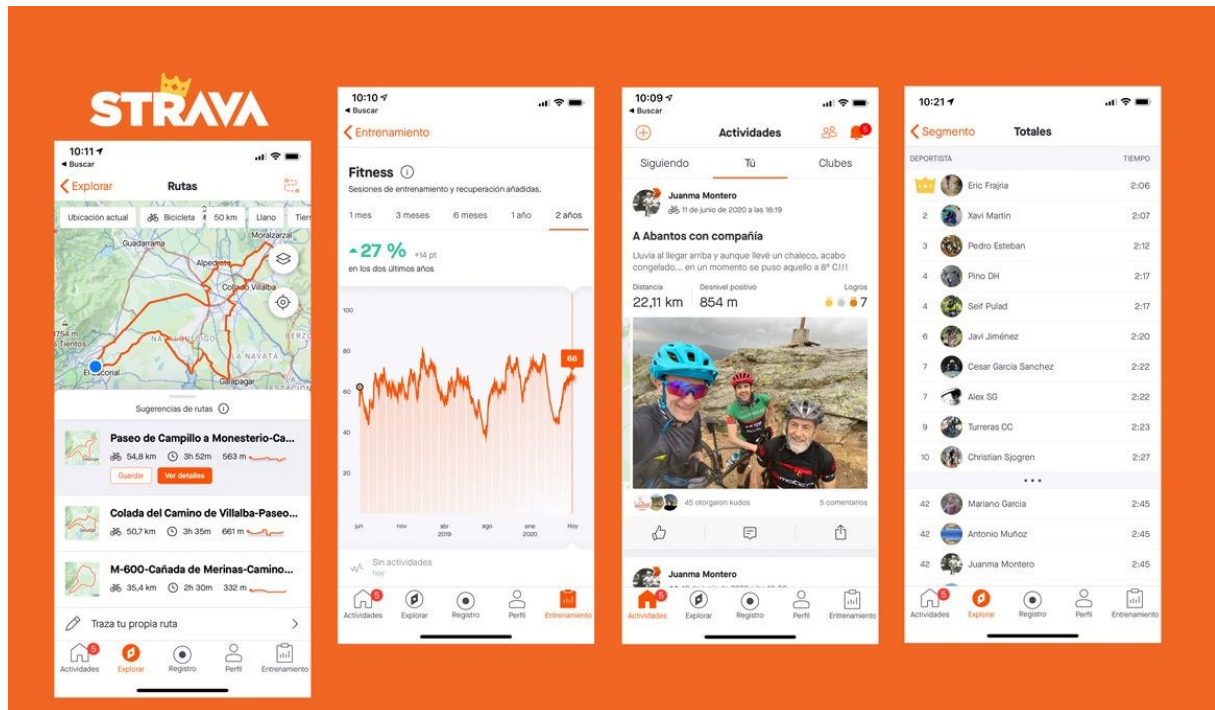 STRAVA
10:11
Buscar
Explorar
Rutas
Ubicación actual
Bicicleta
50 km
Llano
Guadarrama
Moralzarzal
Alpedrete
Collado Villalba
LA NAVATA
El Escorial
Galapagar
Sugerencias de rutas
Paseo de Campillo a Monesterio-Ca...
54,8 km 3h 52m 563 m
Guardar
Ver detalles
Colada del Camino de Villalba-Paseo...
50,7 km 3h 35m 661 m
M-600-Cañada de Merinas-Camino...
35,4 km 2h 30m 332 m
Traza tu propia ruta
5
Actividades Explorar Registro Perfil Entrenamiento
10:10
Buscar
Entrenamiento
Fitness
Sesiones de entrenamiento y recuperación añadidas.
1 mes 3 meses 6 meses 1 año 2 años
27 % +14 pt
en los dos últimos años
100
80
66
60
40
20
jun nov abr ago ene Hoy
2019 2020
Sin actividades
hoy
5
Actividades Explorar Registro Perfil Entrenamiento
10:09
Buscar
Actividades
5
Siguiendo Tú Clubes
Juanma Montero
11 de junio de 2020 a las 18:19
A Abantos con compañía
Lluvia al llegar arriba y aunque llevé un chaleco, acabo
congelado... en un momento se puso aquello a 8º C!!!
Distancia Desnivel positivo Logros
22,11 km 854 m 7
45 otorgaron kudos 5 comentarios
Juanma Montero
5
Actividades Explorar Registro Perfil Entrenamiento
10:21
Segmento
Totales
DEPORTISTA TIEMPO
Eric Frajria 2:06
2 Xavi Martin 2:07
3 Pedro Esteban 2:12
4 Pino DH 2:17
4 Seif Pulad 2:17
6 Javi Jiménez 2:20
7 Cesar Garcia Sanchez 2:22
7 Alex SG 2:22
9 Turreras CC 2:23
10 Christian Sjogren 2:27
...
42 Mariano Garcia 2:45
42 Antonio Muñoz 2:45
42 Juanma Montero 2:45
5
Actividades Explorar Registro Perfil Entrenamiento